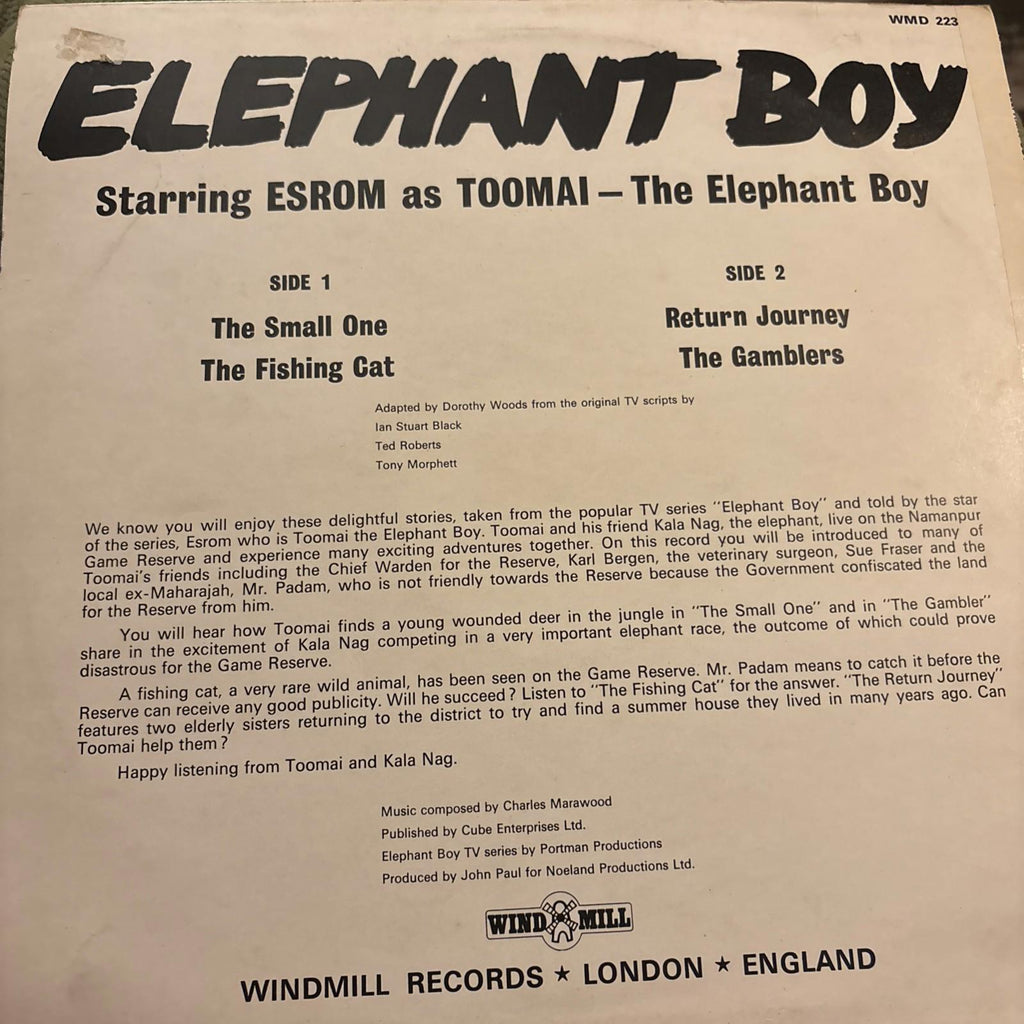 WMD 223
ELEPHANT BOY
Starring ESROM as TOOMAI – The Elephant Boy
SIDE 1
The Small One
The Fishing Cat
SIDE 2
Return Journey
The Gamblers
Adapted by Dorothy Woods from the original TV scripts by
Ian Stuart Black
Ted Roberts
Tony Morphett
We know you will enjoy these delightful stories, taken from the popular TV series "Elephant Boy" and told by the star
of the series, Esrom who is Toomai the Elephant Boy. Toomai and his friend Kala Nag, the elephant, live on the Namanpur
Game Reserve and experience many exciting adventures together. On this record you will be introduced to many of
Toomai's friends including the Chief Warden for the Reserve, Karl Bergen, the veterinary surgeon, Sue Fraser and the
local ex-Maharajah, Mr. Padam, who is not friendly towards the Reserve because the Government confiscated the land
for the Reserve from him.
You will hear how Toomai finds a young wounded deer in the jungle in "The Small One" and in "The Gambler"
share in the excitement of Kala Nag competing in a very important elephant race, the outcome of which could prove
disastrous for the Game Reserve.
A fishing cat, a very rare wild animal, has been seen on the Game Reserve. Mr. Padam means to catch it before the
Reserve can receive any good publicity. Will he succeed? Listen to "The Fishing Cat" for the answer. "The Return Journey"
features two elderly sisters returning to the district to try and find a summer house they lived in many years ago. Can
Toomai help them?
Happy listening from Toomai and Kala Nag.
Music composed by Charles Marawood
Published by Cube Enterprises Ltd.
Elephant Boy TV series by Portman Productions
Produced by John Paul for Noeland Productions Ltd.
WINDMILL
WINDMILL RECORDS ★ LONDON ★ ENGLAND